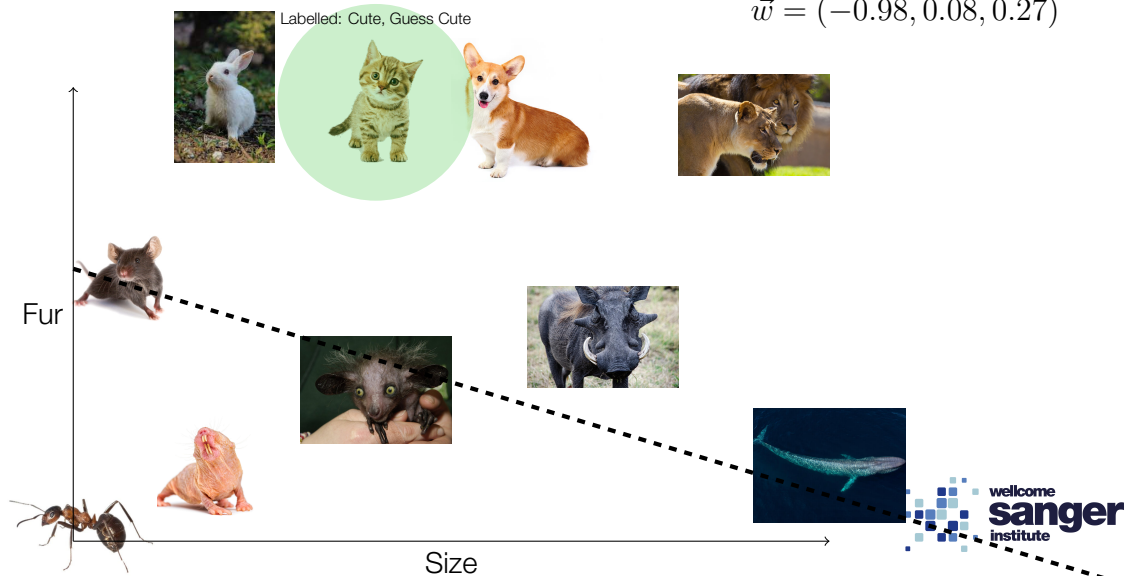 Labelled: Cute, Guess Cute
w⃗ = (−0.98, 0.08, 0.27)
Fur
Size
wellcome
sanger
institute